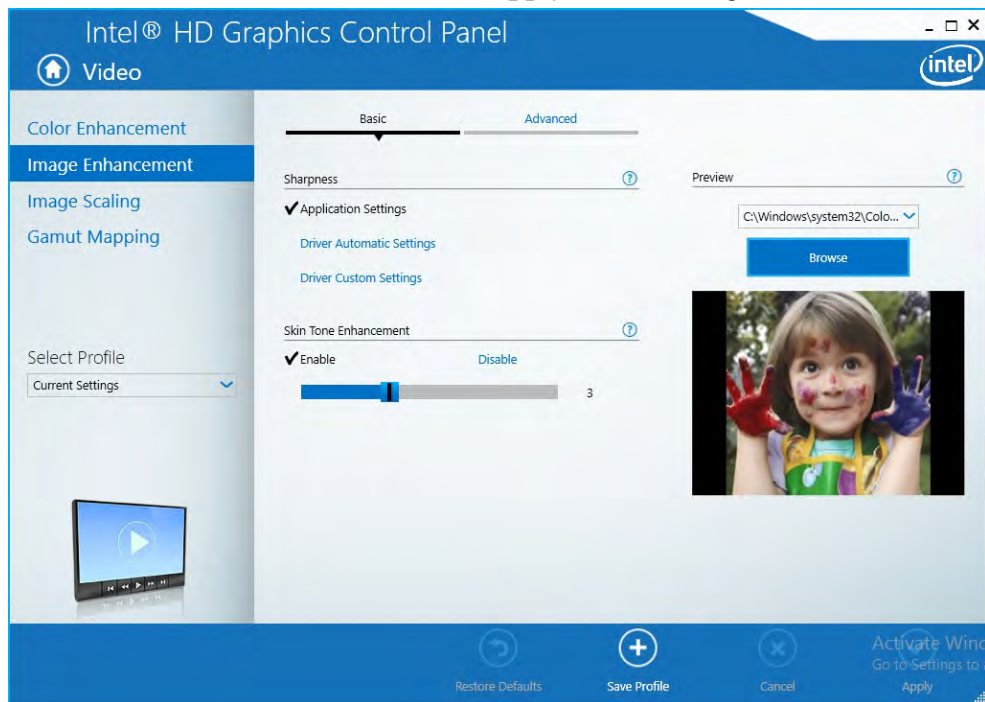 Intel® HD Graphics Control Panel
Video
intel
Color Enhancement
Image Enhancement
Image Scaling
Gamut Mapping
Select Profile
Current Settings
Basic
Advanced
Sharpness
Application Settings
Driver Automatic Settings
Driver Custom Settings
Skin Tone Enhancement
Enable
Disable
3
Preview
C:\Windows\system32\Colo...
Browse
Restore Defaults
Save Profile
Cancel
Apply
Activate Wind
Go to Settings to